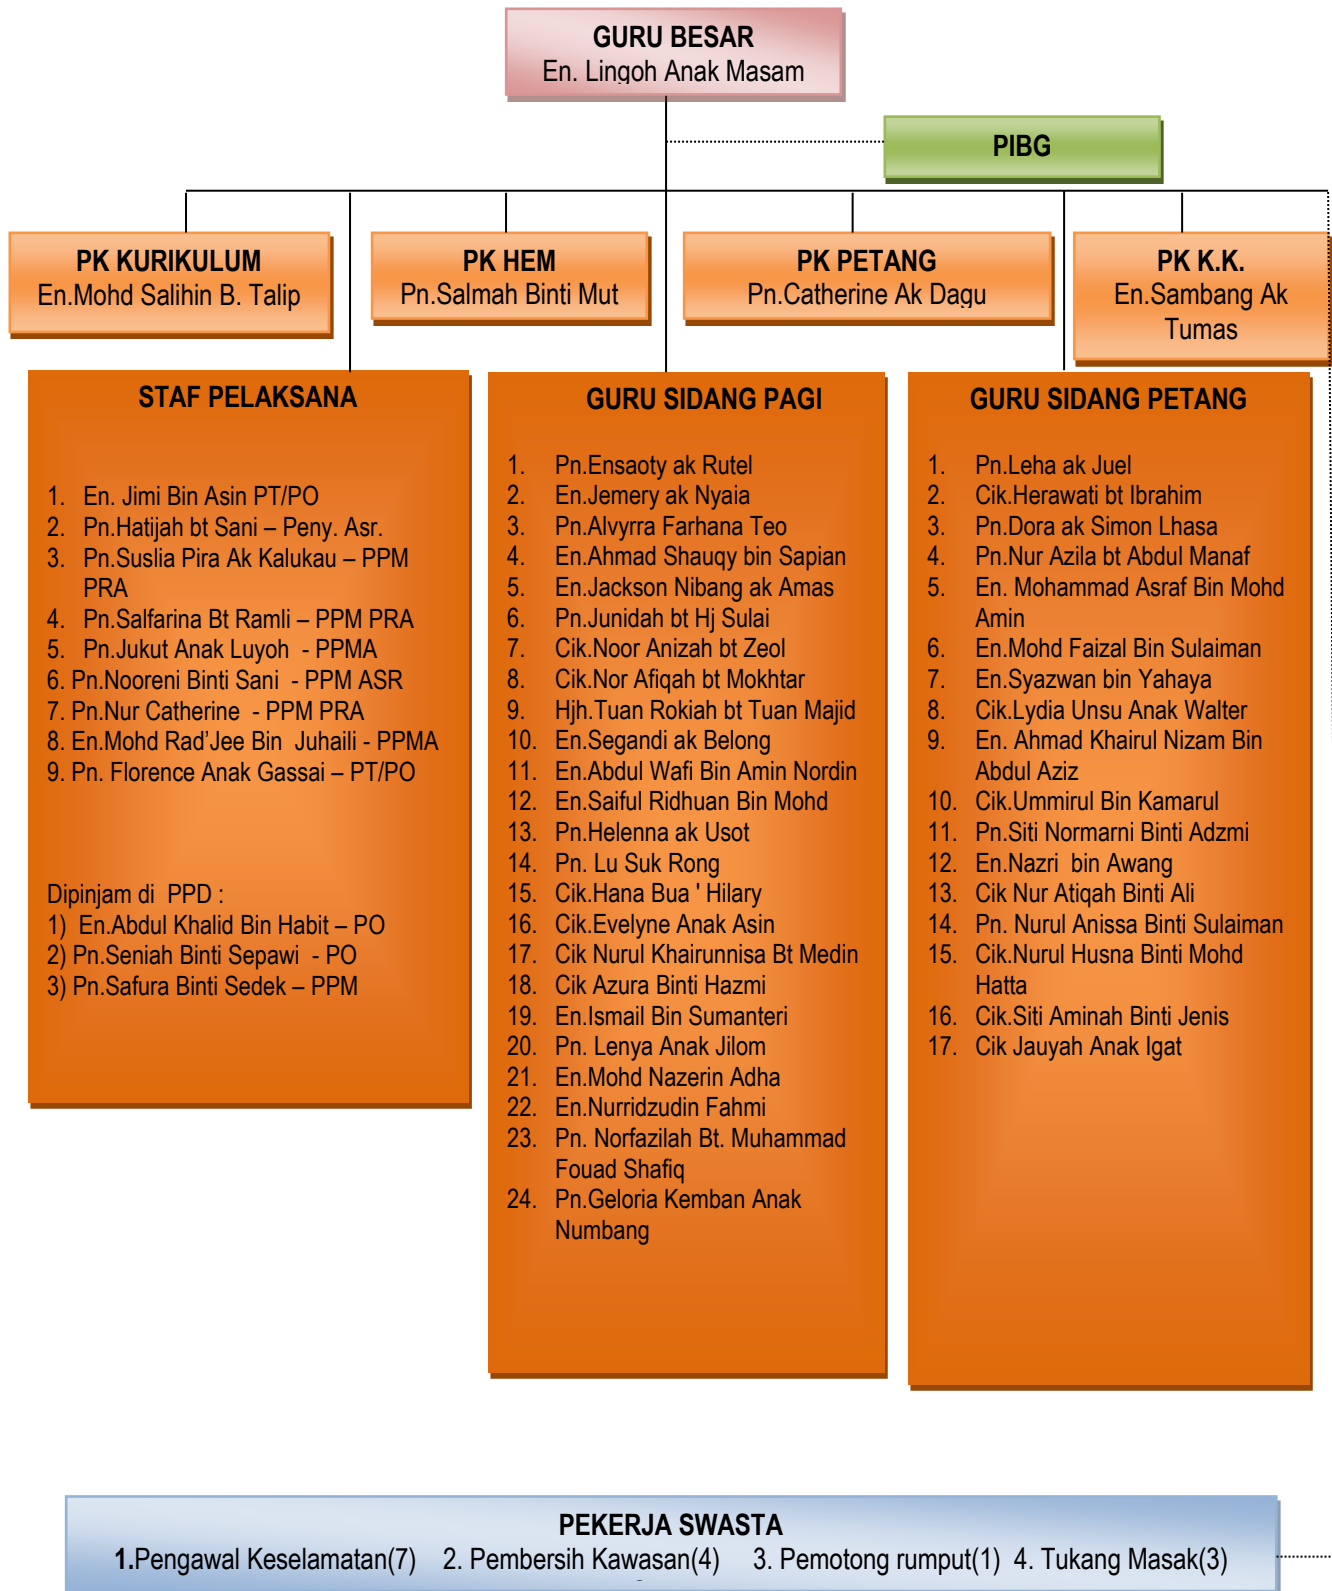 GURU BESAR
En. Lingoh Anak Masam
PIBG
PK KURIKULUM
En.Mohd Salihin B. Talip
PK HEM
Pn.Salmah Binti Mut
PK PETANG
Pn.Catherine Ak Dagu
PK K.K.
En.Sambang Ak
Tumas
STAF PELAKSANA
1. En. Jimi Bin Asin PT/PO
2. Pn.Hatijah bt Sani – Peny. Asr.
3. Pn.Suslia Pira Ak Kalukau – PPM
PRA
4. Pn.Salfarina Bt Ramli – PPM PRA
5. Pn.Jukut Anak Luyoh - PPMA
6. Pn.Nooreni Binti Sani - PPM ASR
7. Pn.Nur Catherine - PPM PRA
8. En.Mohd Rad’Jee Bin Juhaili - PPMA
9. Pn. Florence Anak Gassai – PT/PO
Dipinjam di PPD :
1) En.Abdul Khalid Bin Habit – PO
2) Pn.Seniah Binti Sepawi - PO
3) Pn.Safura Binti Sedek – PPM
GURU SIDANG PAGI
1. Pn.Ensaoty ak Rutel
2. En.Jemery ak Nyaia
3. Pn.Alvyrra Farhana Teo
4. En.Ahmad Shauqy bin Sapian
5. En.Jackson Nibang ak Amas
6. Pn.Junidah bt Hj Sulai
7. Cik.Noor Anizah bt Zeol
8. Cik.Nor Afiqah bt Mokhtar
9. Hjh.Tuan Rokiah bt Tuan Majid
10. En.Segandi ak Belong
11. En.Abdul Wafi Bin Amin Nordin
12. En.Saiful Ridhuan Bin Mohd
13. Pn.Helenna ak Usot
14. Pn. Lu Suk Rong
15. Cik.Hana Bua ' Hilary
16. Cik.Evelyne Anak Asin
17. Cik Nurul Khairunnisa Bt Medin
18. Cik Azura Binti Hazmi
19. En.Ismail Bin Sumanteri
20. Pn. Lenya Anak Jilom
21. En.Mohd Nazerin Adha
22. En.Nurridzudin Fahmi
23. Pn. Norfazilah Bt. Muhammad
Fouad Shafiq
24. Pn.Geloria Kemban Anak
Numbang
GURU SIDANG PETANG
1. Pn.Leha ak Juel
2. Cik.Herawati bt Ibrahim
3. Pn.Dora ak Simon Lhasa
4. Pn.Nur Azila bt Abdul Manaf
5. En. Mohammad Asraf Bin Mohd
Amin
6. En.Mohd Faizal Bin Sulaiman
7. En.Syazwan bin Yahaya
8. Cik.Lydia Unsu Anak Walter
9. En. Ahmad Khairul Nizam Bin
Abdul Aziz
10. Cik.Ummirul Bin Kamarul
11. Pn.Siti Normarni Binti Adzmi
12. En.Nazri bin Awang
13. Cik Nur Atiqah Binti Ali
14. Pn. Nurul Anissa Binti Sulaiman
15. Cik.Nurul Husna Binti Mohd
Hatta
16. Cik.Siti Aminah Binti Jenis
17. Cik Jauyah Anak Igat
PEKERJA SWASTA
1.Pengawal Keselamatan(7) 2. Pembersih Kawasan(4) 3. Pemotong rumput(1) 4. Tukang Masak(3)